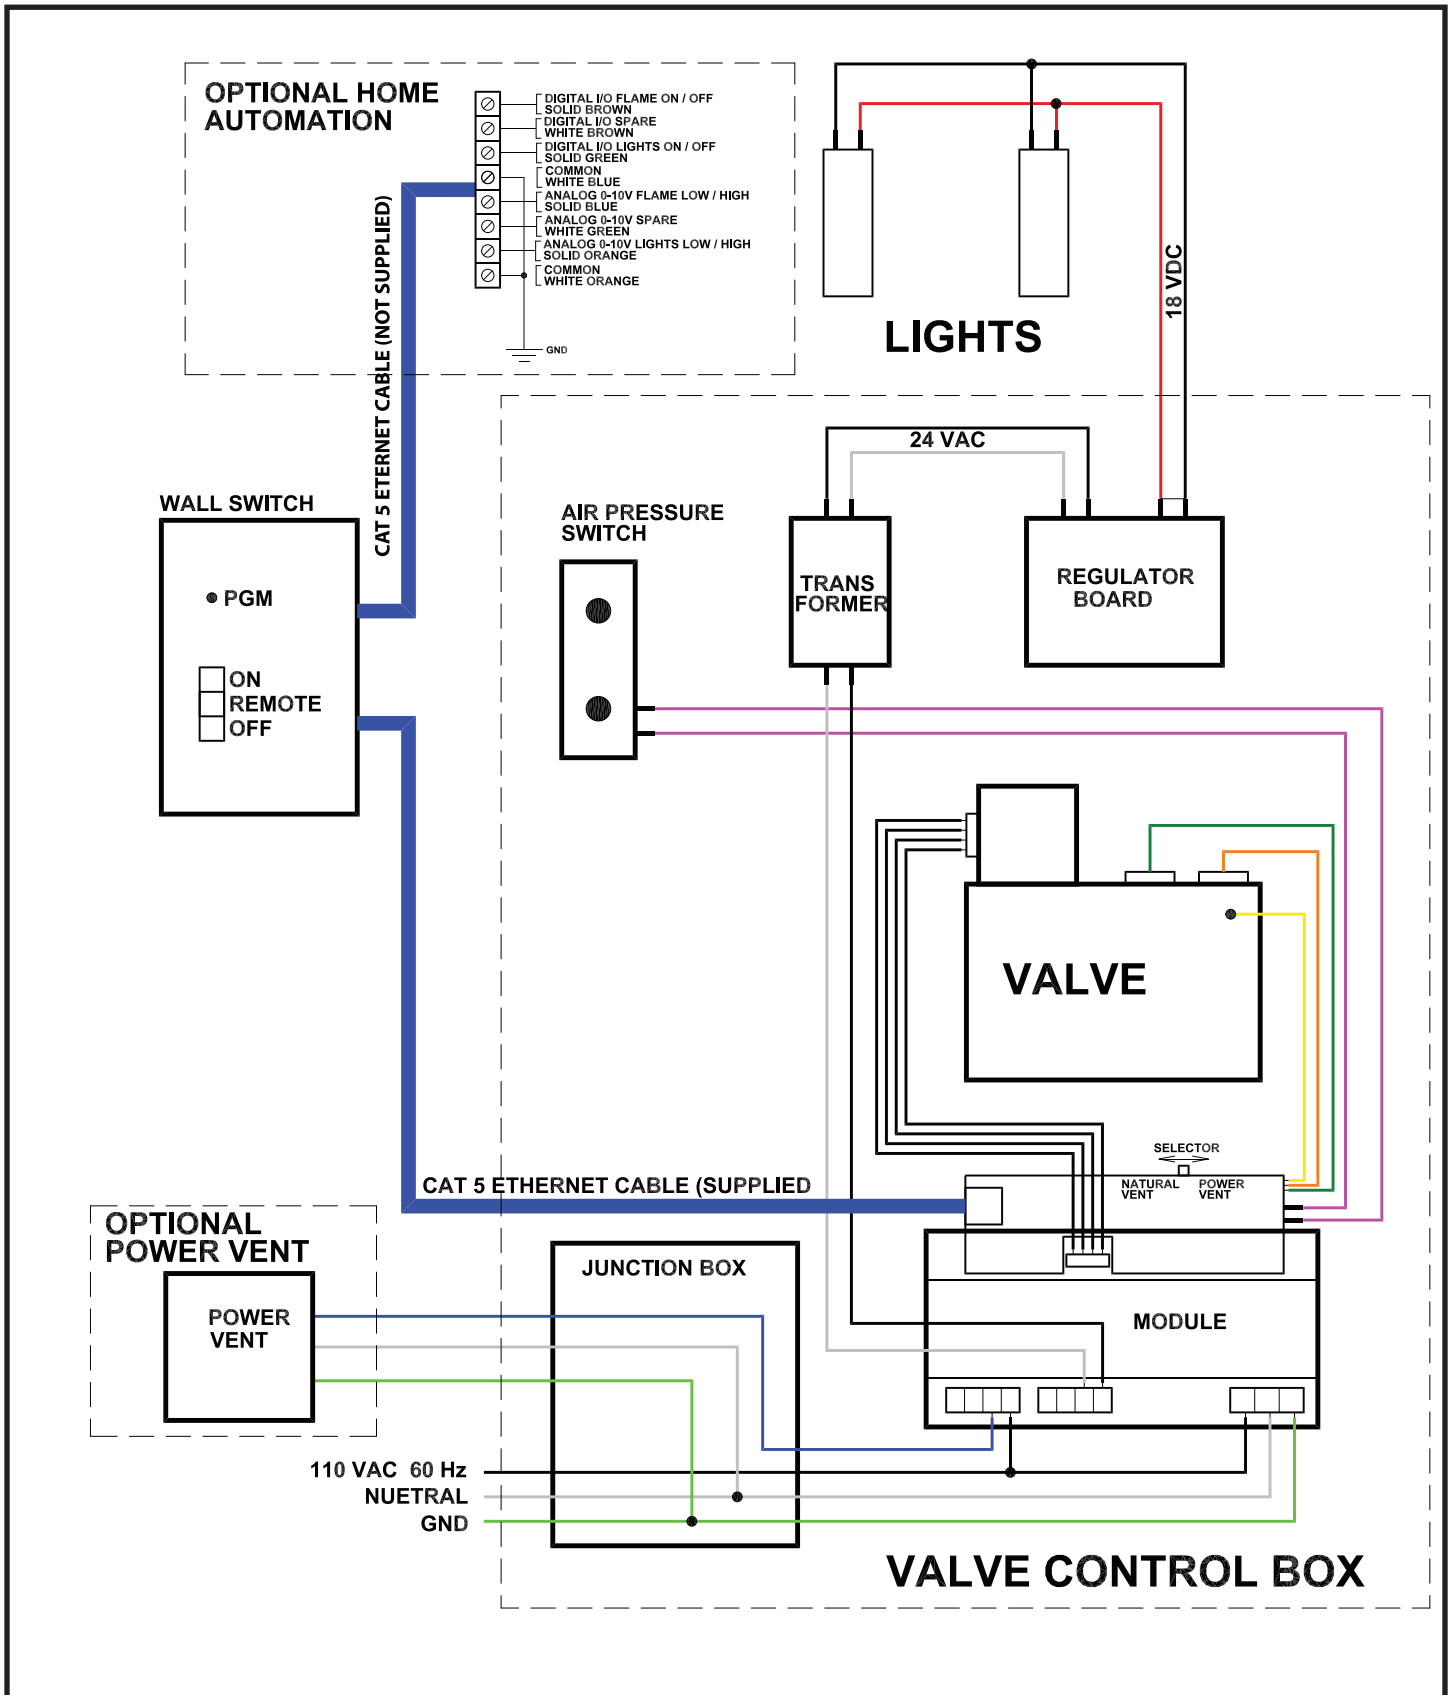 OPTIONAL HOME
AUTOMATION
DIGITAL I/O FLAME ON / OFF
SOLID BROWN
DIGITAL I/O SPARE
WHITE BROWN
DIGITAL I/O LIGHTS ON / OFF
SOLID GREEN
COMMON
WHITE BLUE
ANALOG 0-10V FLAME LOW / HIGH
SOLID BLUE
ANALOG 0-10V SPARE
WHITE GREEN
ANALOG 0-10V LIGHTS LOW / HIGH
SOLID ORANGE
COMMON
WHITE ORANGE
GND
CAT 5 ETERNET CABLE (NOT SUPPLIED)
LIGHTS
18 VDC
24 VAC
WALL SWITCH
PGM
ON
REMOTE
OFF
AIR PRESSURE
SWITCH
TRANS
FORMER
REGULATOR
BOARD
VALVE
SELECTOR
NATURAL
VENT
POWER
VENT
CAT 5 ETHERNET CABLE (SUPPLIED
OPTIONAL
POWER VENT
POWER
VENT
JUNCTION BOX
MODULE
110 VAC 60 Hz
NUETRAL
GND
VALVE CONTROL BOX